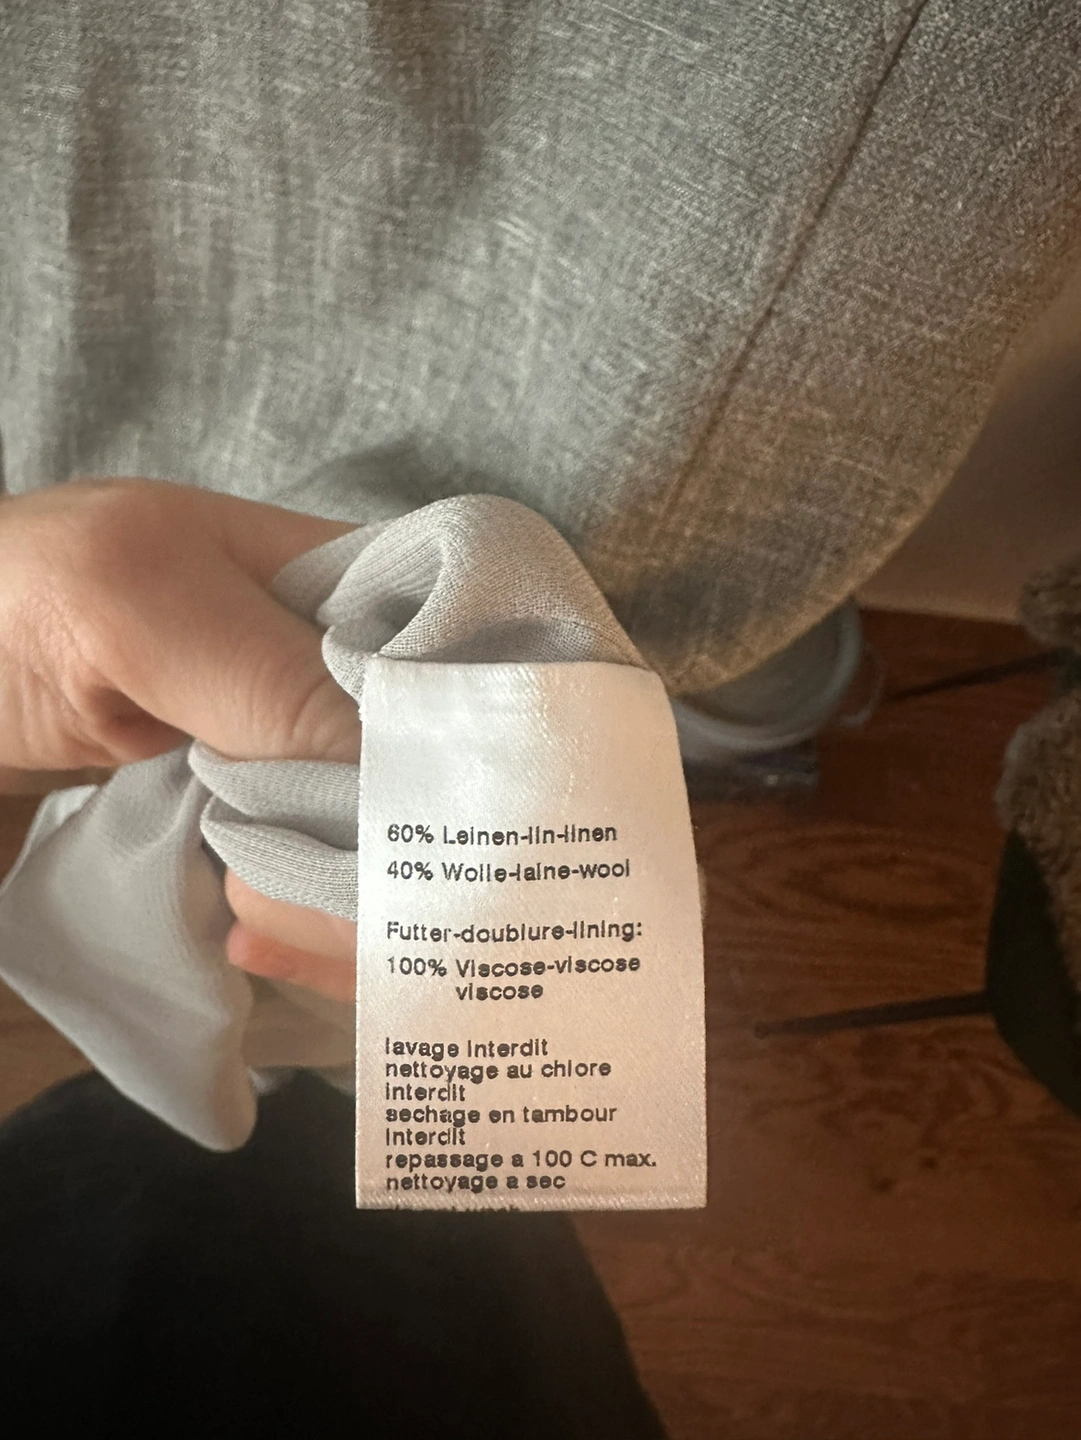 60% Leinen-lin-linen
40% Wolle-laine-wool
Futter-doublure-lining:
100% Viscose-viscose
viscose
lavage interdit
nettoyage au chlore
interdit
sechage en tambour
interdit
repassage a 100 C max.
nettoyage a sec